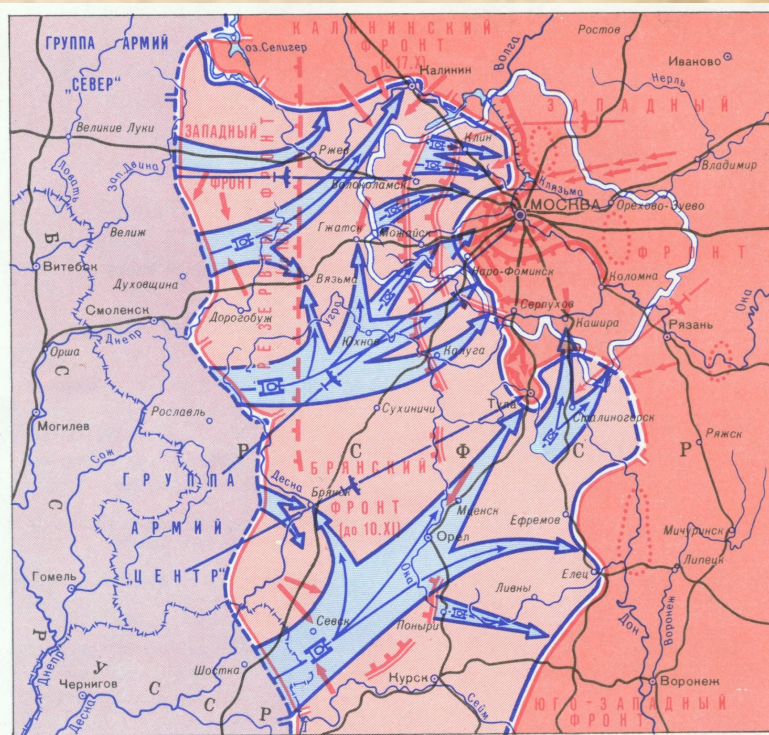 КАЛИНИНСКИЙ
ФРОНТ
(с 17.X)
ГРУППА АРМИЙ
„СЕВЕР“
оз.Селигер
Калинин
Волга
Ростов
Иваново
Нерль
ЗАПАДНЫЙ
ФРОНТ
Великие Луки
ЗАПАДНЫЙ
ФРОНТ
Ржев
Клин
Владимир
Ловать
Зап.Двина
Волоколамск
Клязьма
МОСКВА
Орехово-Зуево
РЕЗЕРВНЫЙ ФРОНТ
Велиж
Гжатск
Можайск
Витебск
Духовщина
Вязьма
Наро-Фоминск
Коломна
Смоленск
Дорогобуж
Угра
Серпухов
Кашира
Ока
Рязань
Днепр
Юхнов
Калуга
Орша
Могилев
Рославль
Сухиничи
Тула
Сталиногорск
Ряжск
Сож
Р С Ф С Р
БРЯНСКИЙ
ФРОНТ
(до 10.XI)
ГРУППА
АРМИЙ
„ЦЕНТР“
Десна
Брянск
Мценск
Ефремов
Мичуринск
Орел
Ока
Елец
Липецк
Гомель
Ливны
Севск
Поныри
Дон
Воронеж
Днепр
Шостка
Курск
Воронеж
Чернигов
Десна
Сейм
Б С С Р
У С С Р
ЮГО-ЗАПАДНЫЙ
ФРОНТ